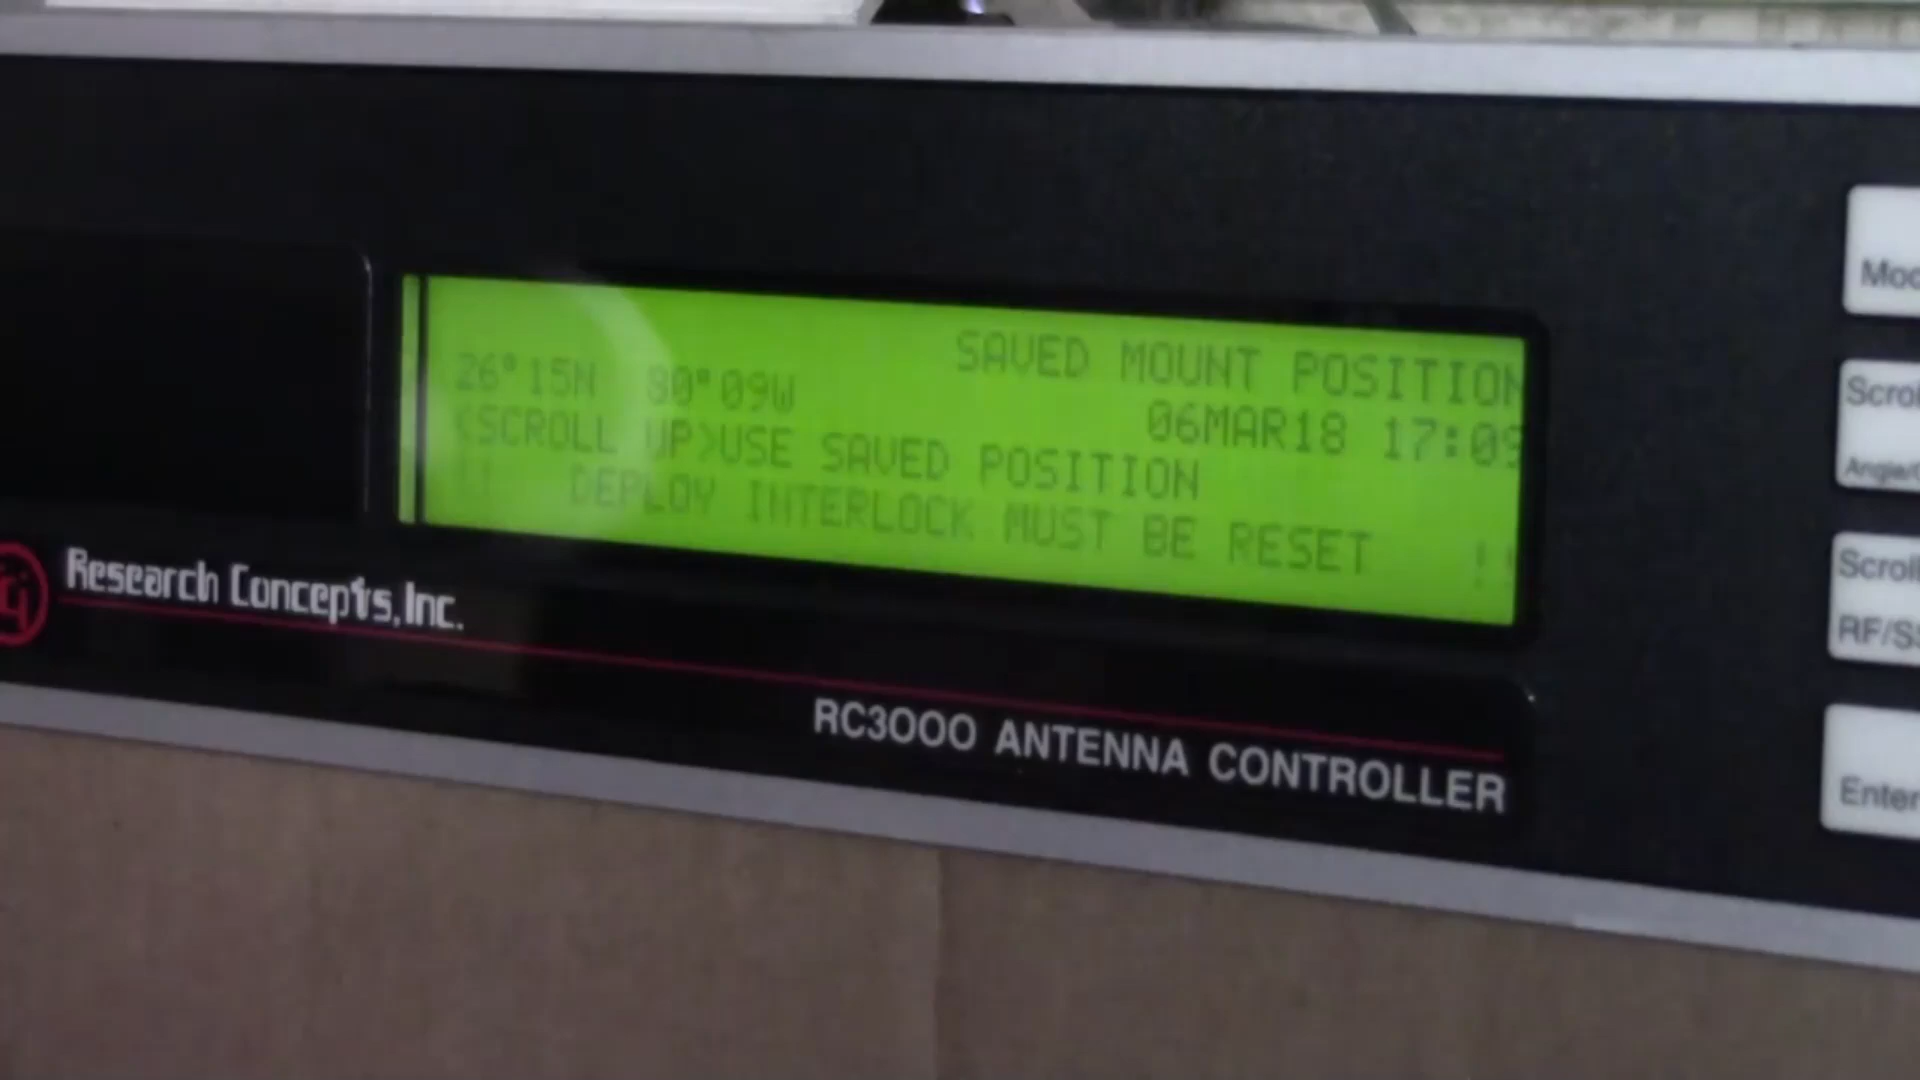 SAVED MOUNT POSITION
26°15N 80°09W 06MAR18 17:09
<SCROLL UP>USE SAVED POSITION
!! DEPLOY INTERLOCK MUST BE RESET !!
Research Concepts, Inc.
RC3000 ANTENNA CONTROLLER
Scroll
Scroll
RF/S
Enter